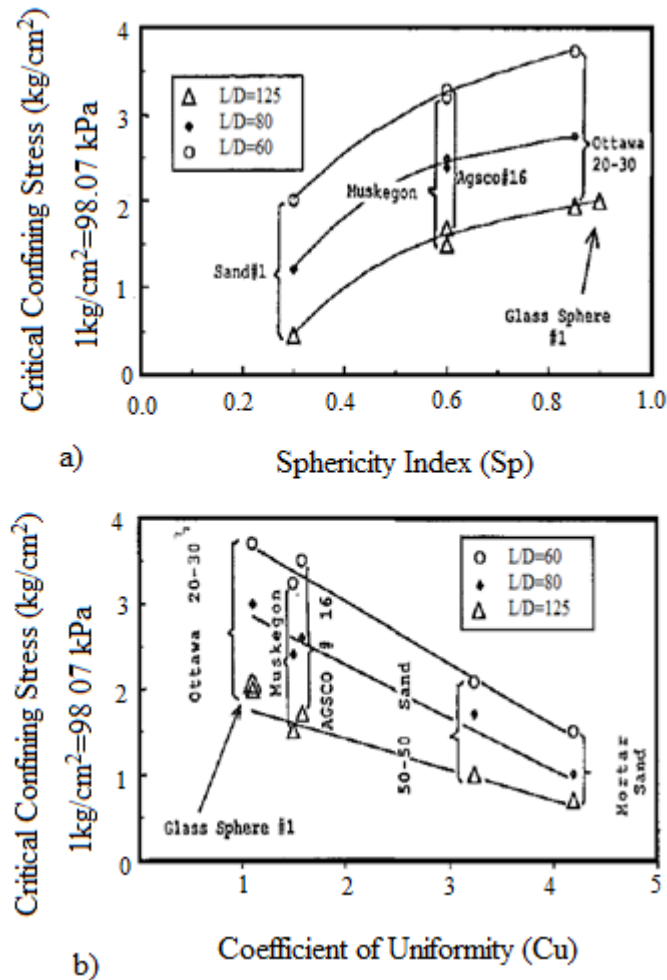 Critical Confining Stress (kg/cm²)
1kg/cm²=98.07 kPa
4
3
2
1
0
L/D=125
L/D=80
L/D=60
Sand#1
Muskegon
Agsco#16
Ottawa
20-30
Glass Sphere
#1
0.0
0.2
0.4
0.6
0.8
1.0
a)
Sphericity Index (Sp)
Critical Confining Stress (kg/cm²)
1kg/cm²=98 07 kPa
4
3
2
1
0
L/D=60
L/D=80
L/D=125
Ottawa 20-30
Muskegon
AGSCO # 16
50-50 Sand
Mortar
Sand
Glass Sphere #1
1
2
3
4
5
Coefficient of Uniformity (Cu)
b)